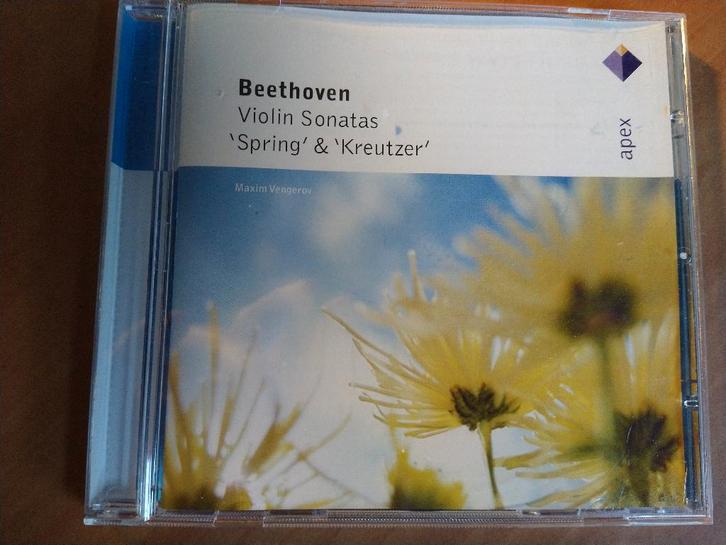 Beethoven
Violin Sonatas
‘Spring’ & ‘Kreutzer’
apex
Maxim Vengerov